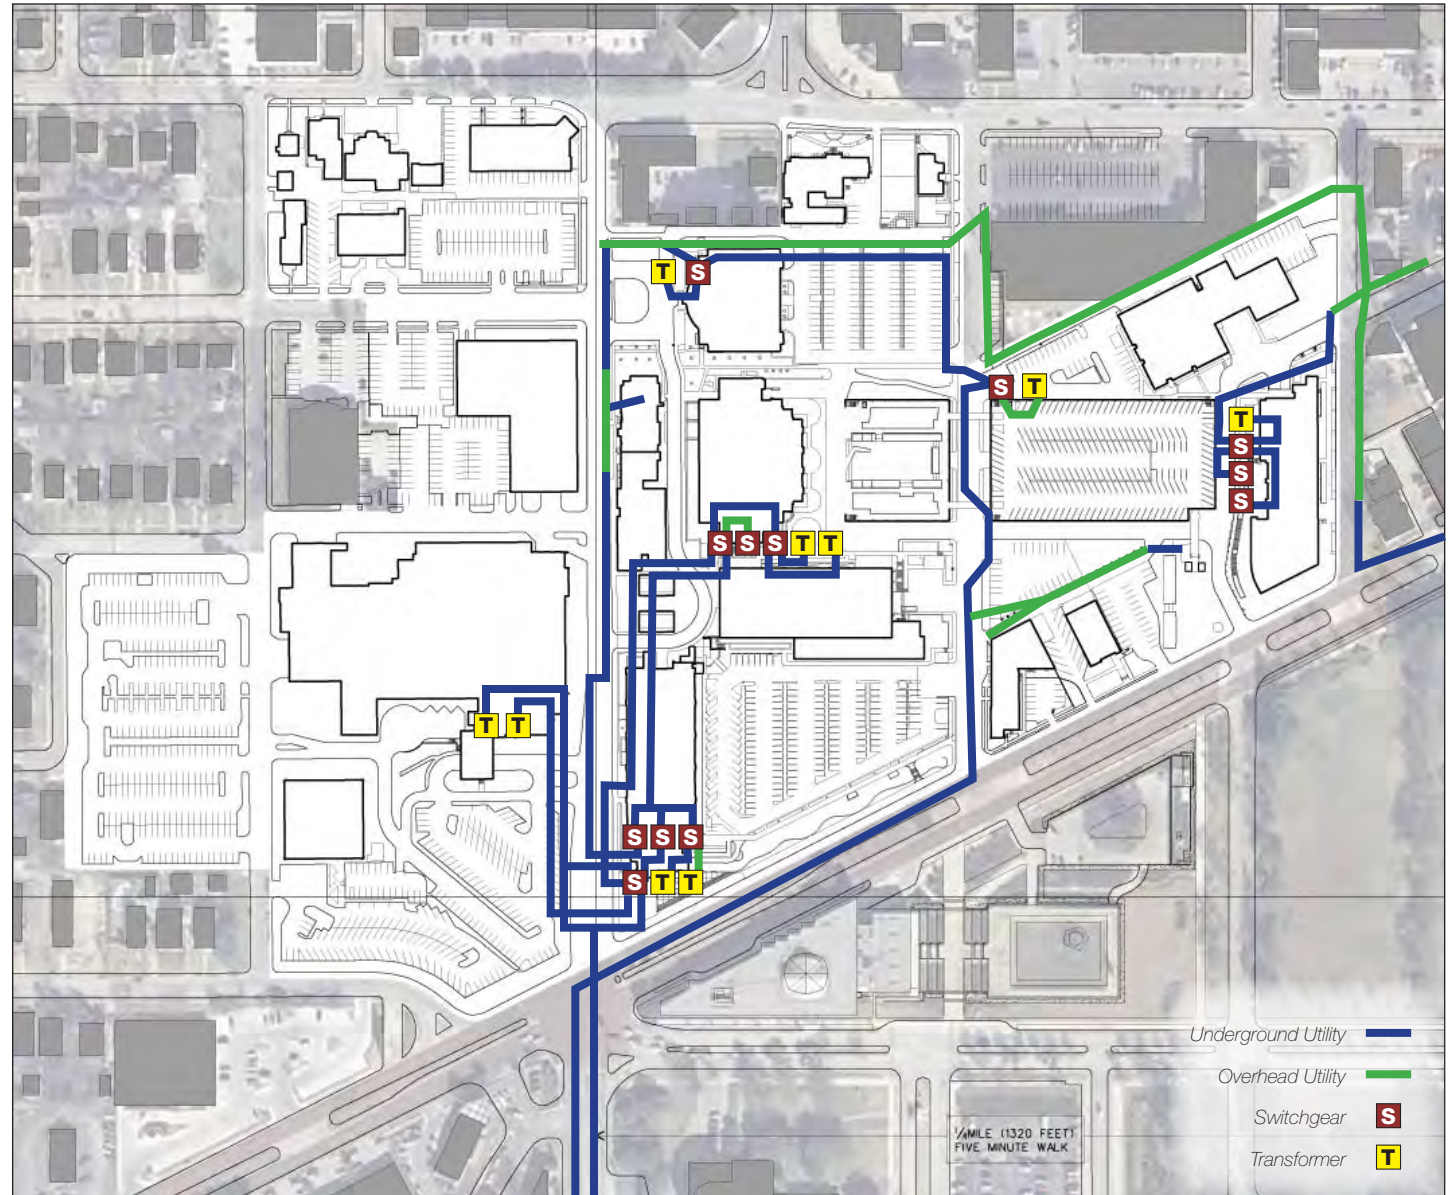 T S
S T
T
S
S
S
S S S T T
T T
S S S
S T T
Underground Utility
Overhead Utility
Switchgear S
1/4 MILE (1320 FEET)
FIVE MINUTE WALK
Transformer T